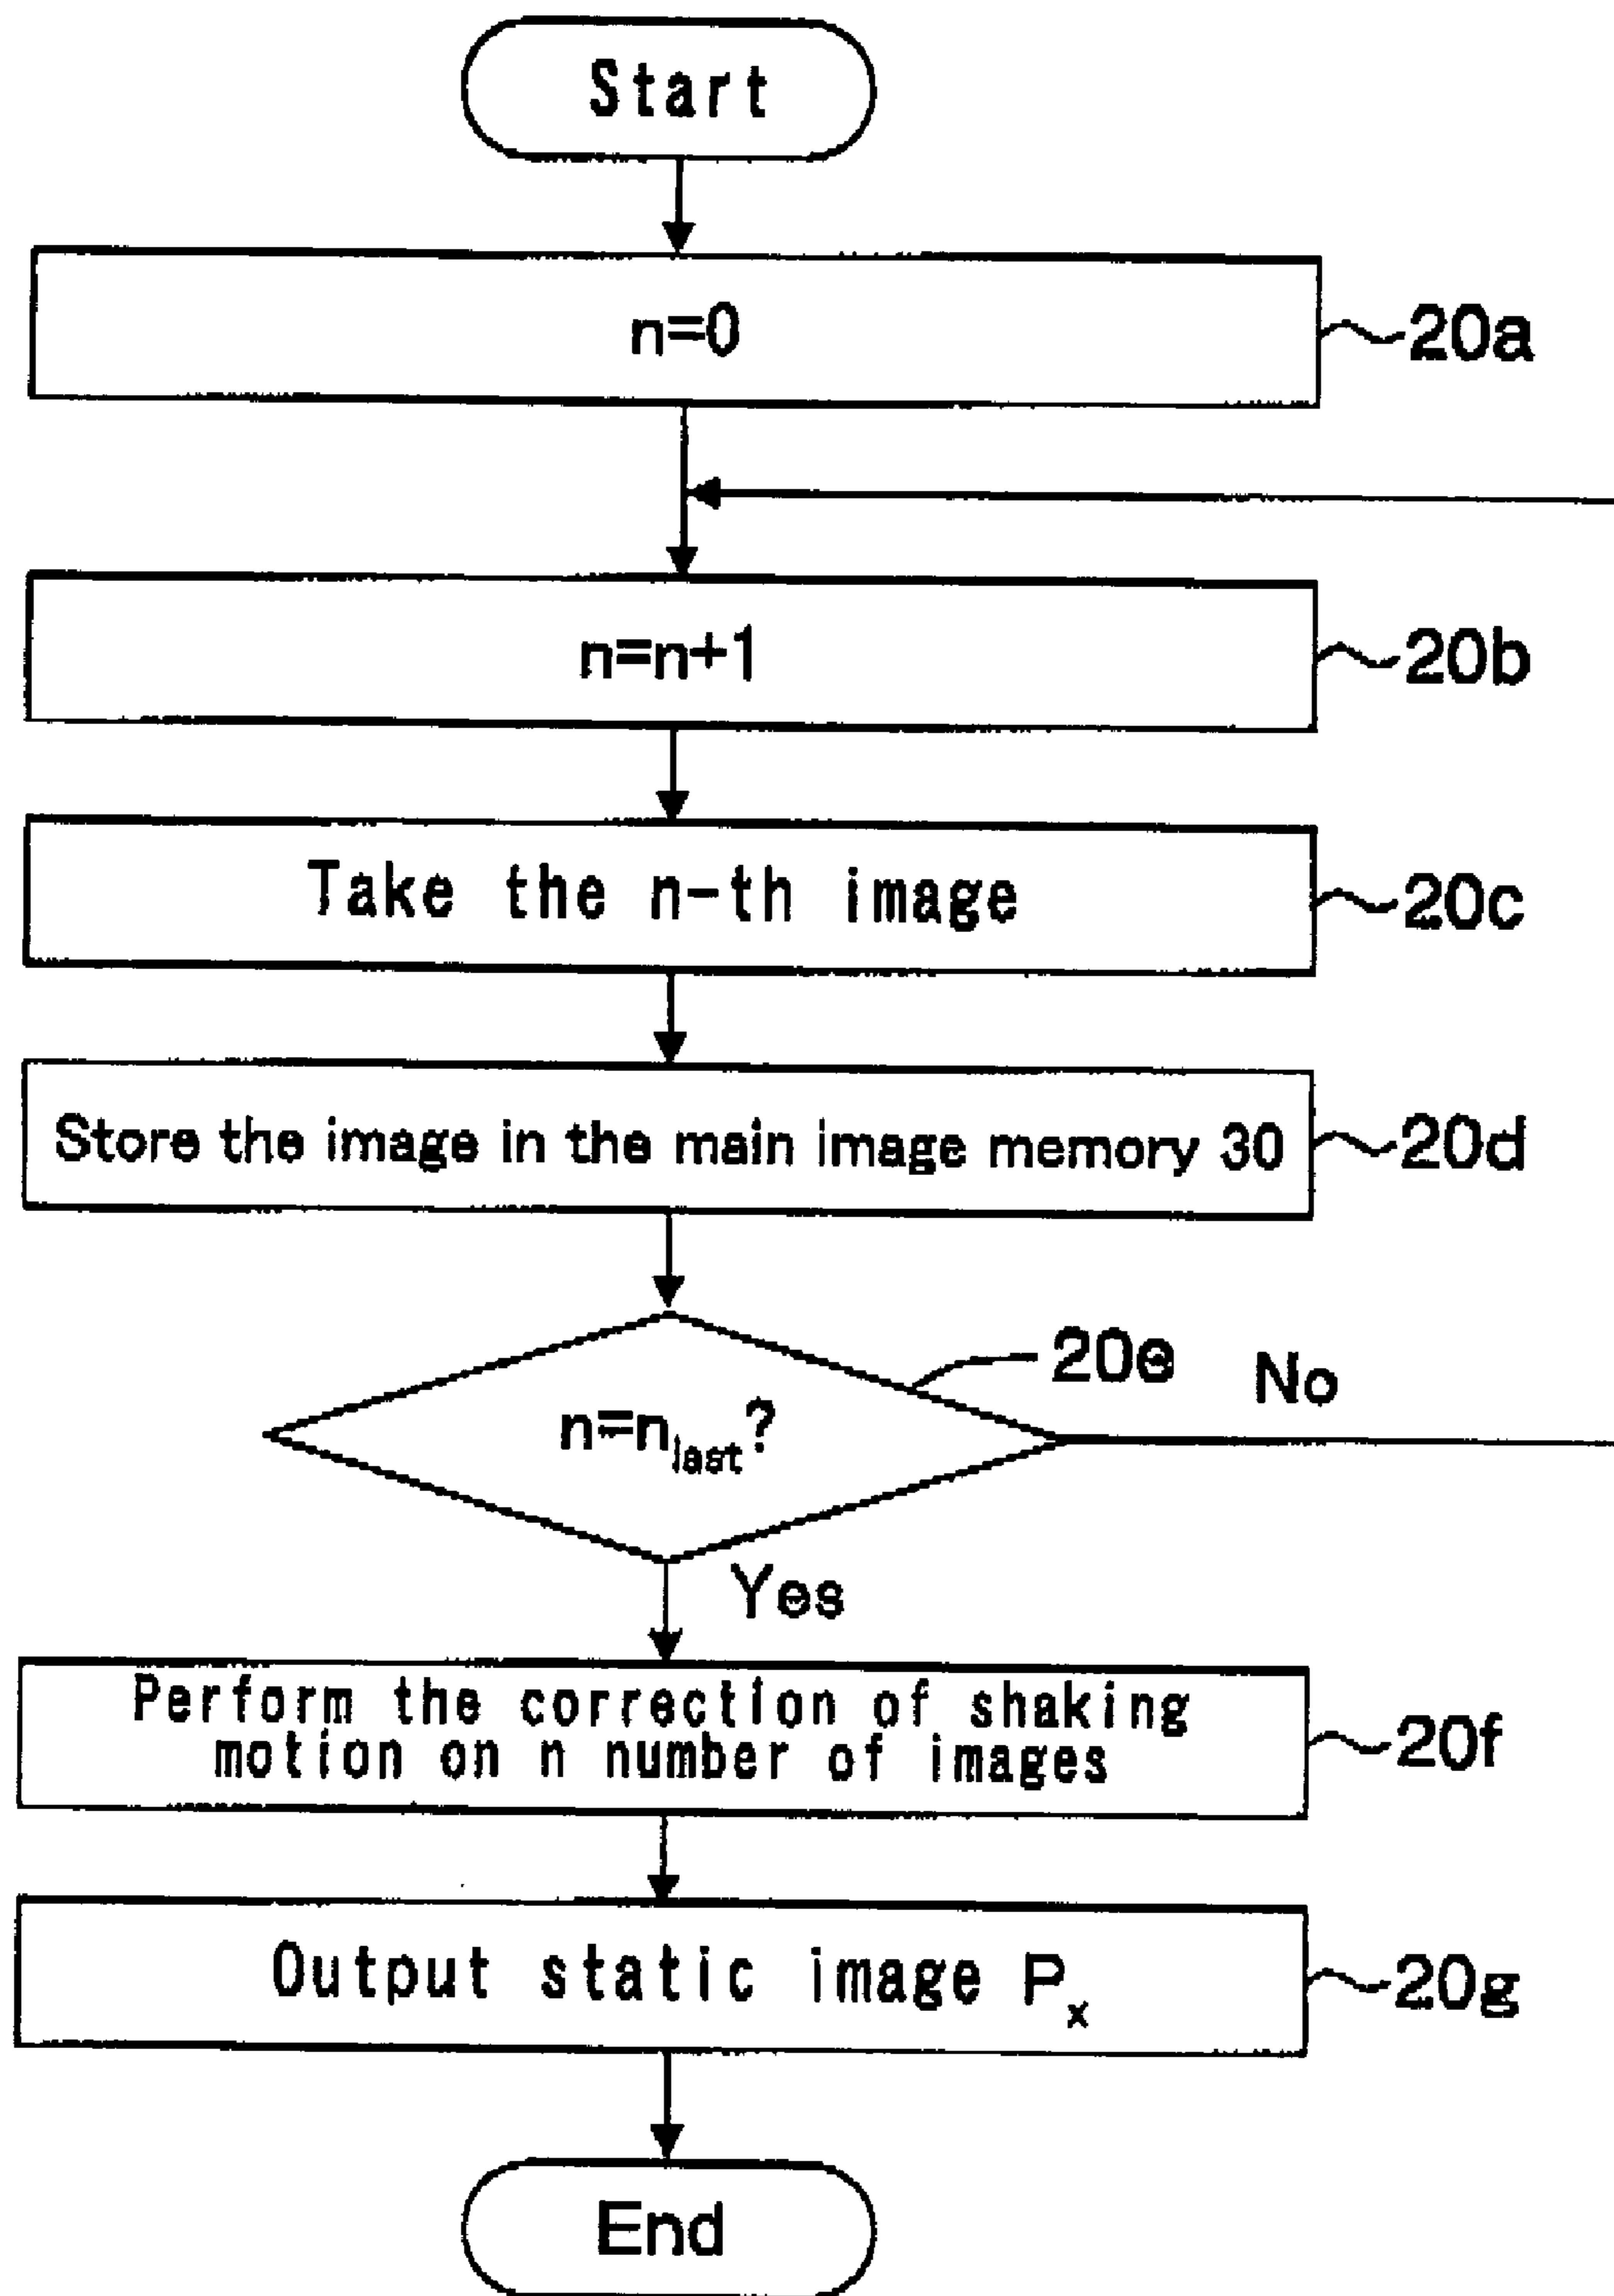 Start
n=0
20a
n=n+1
20b
Take the n-th image
20c
Store the image in the main image memory 30
20d
20e
No
n=n_last?
Yes
Perform the correction of shaking
motion on n number of images
20f
Output static image P_x
20g
End